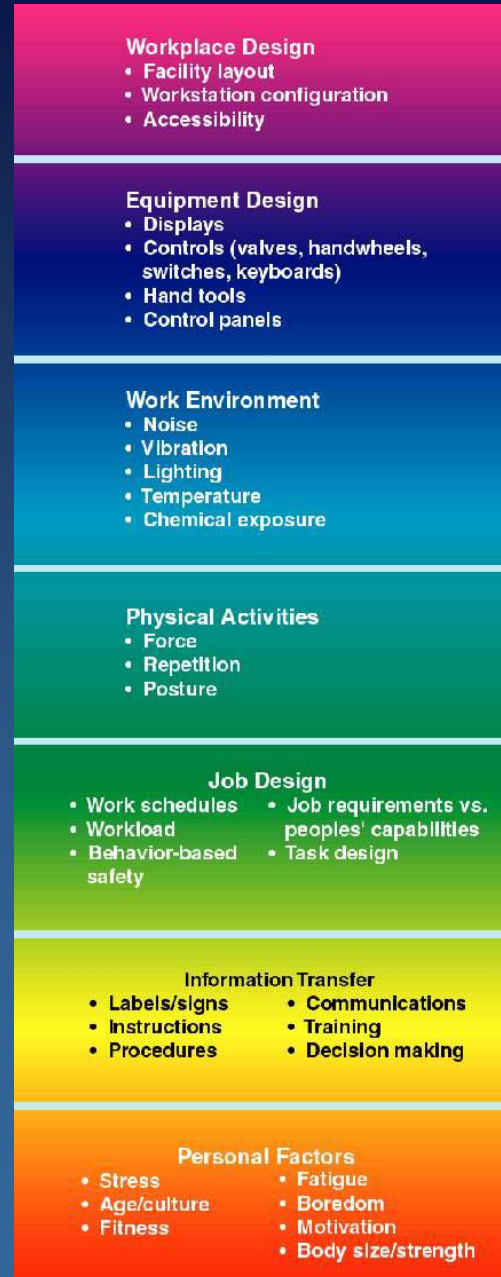 Workplace Design
• Facility layout
• Workstation configuration
• Accessibility
Equipment Design
• Displays
• Controls (valves, handwheels,
switches, keyboards)
• Hand tools
• Control panels
Work Environment
• Noise
• Vibration
• Lighting
• Temperature
• Chemical exposure
Physical Activities
• Force
• Repetition
• Posture
Job Design
• Work schedules
• Workload
• Behavior-based
safety
• Job requirements vs.
peoples' capabilities
• Task design
Information Transfer
• Labels/signs
• Instructions
• Procedures
• Communications
• Training
• Decision making
Personal Factors
• Stress
• Age/culture
• Fitness
• Fatigue
• Boredom
• Motivation
• Body size/strength